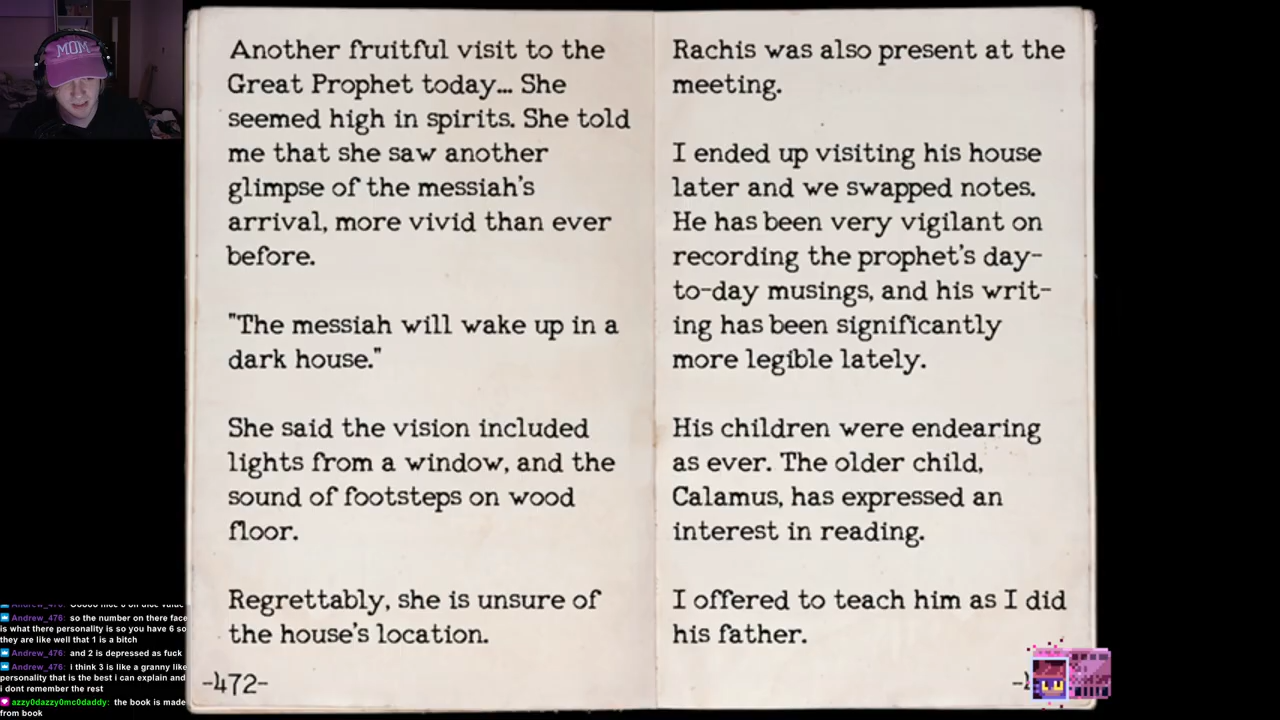 MOM
Another fruitful visit to the
Great Prophet today... She
seemed high in spirits. She told
me that she saw another
glimpse of the messiah's
arrival, more vivid than ever
before.
"The messiah will wake up in a
dark house."
She said the vision included
lights from a window, and the
sound of footsteps on wood
floor.
Regrettably, she is unsure of
the house's location.
-472-
Rachis was also present at the
meeting.
I ended up visiting his house
later and we swapped notes.
He has been very vigilant on
recording the prophet's day-
to-day musings, and his writ-
ing has been significantly
more legible lately.
His children were endearing
as ever. The older child,
Calamus, has expressed an
interest in reading.
I offered to teach him as I did
his father.
Andrew_476: so the number on there face
is what there personality is so you have 6 so
they are like well that 1 is a bitch
Andrew_476: and 2 is depressed as fuck
Andrew_476: i think 3 is like a granny like
personality that is the best i can explain and
i dont remember the rest
azzy0dazzy0mc0daddy: the book is made
from book